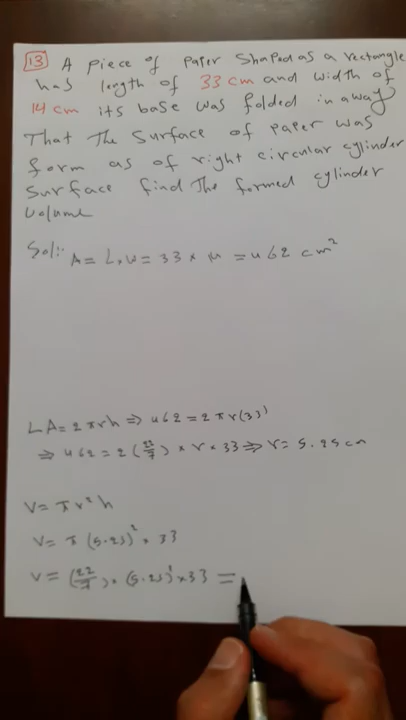 13 A piece of paper shaped as a rectangle
has length of 33 cm and width of
14 cm its base was folded in away
That The surface of paper was
form as of right circular cylinder
surface find The formed cylinder
volume
Sol:- A = L.W = 33 × 14 = 462 cm²
LA = 2πrh ⇒ 462 = 2πr(33)
⇒ 462 = 2(22/7) × r × 33 ⇒ r = 5.25 cm
V = πr²h
V = π (5.25)² × 33
V = (22/7) × (5.25)² × 33 =